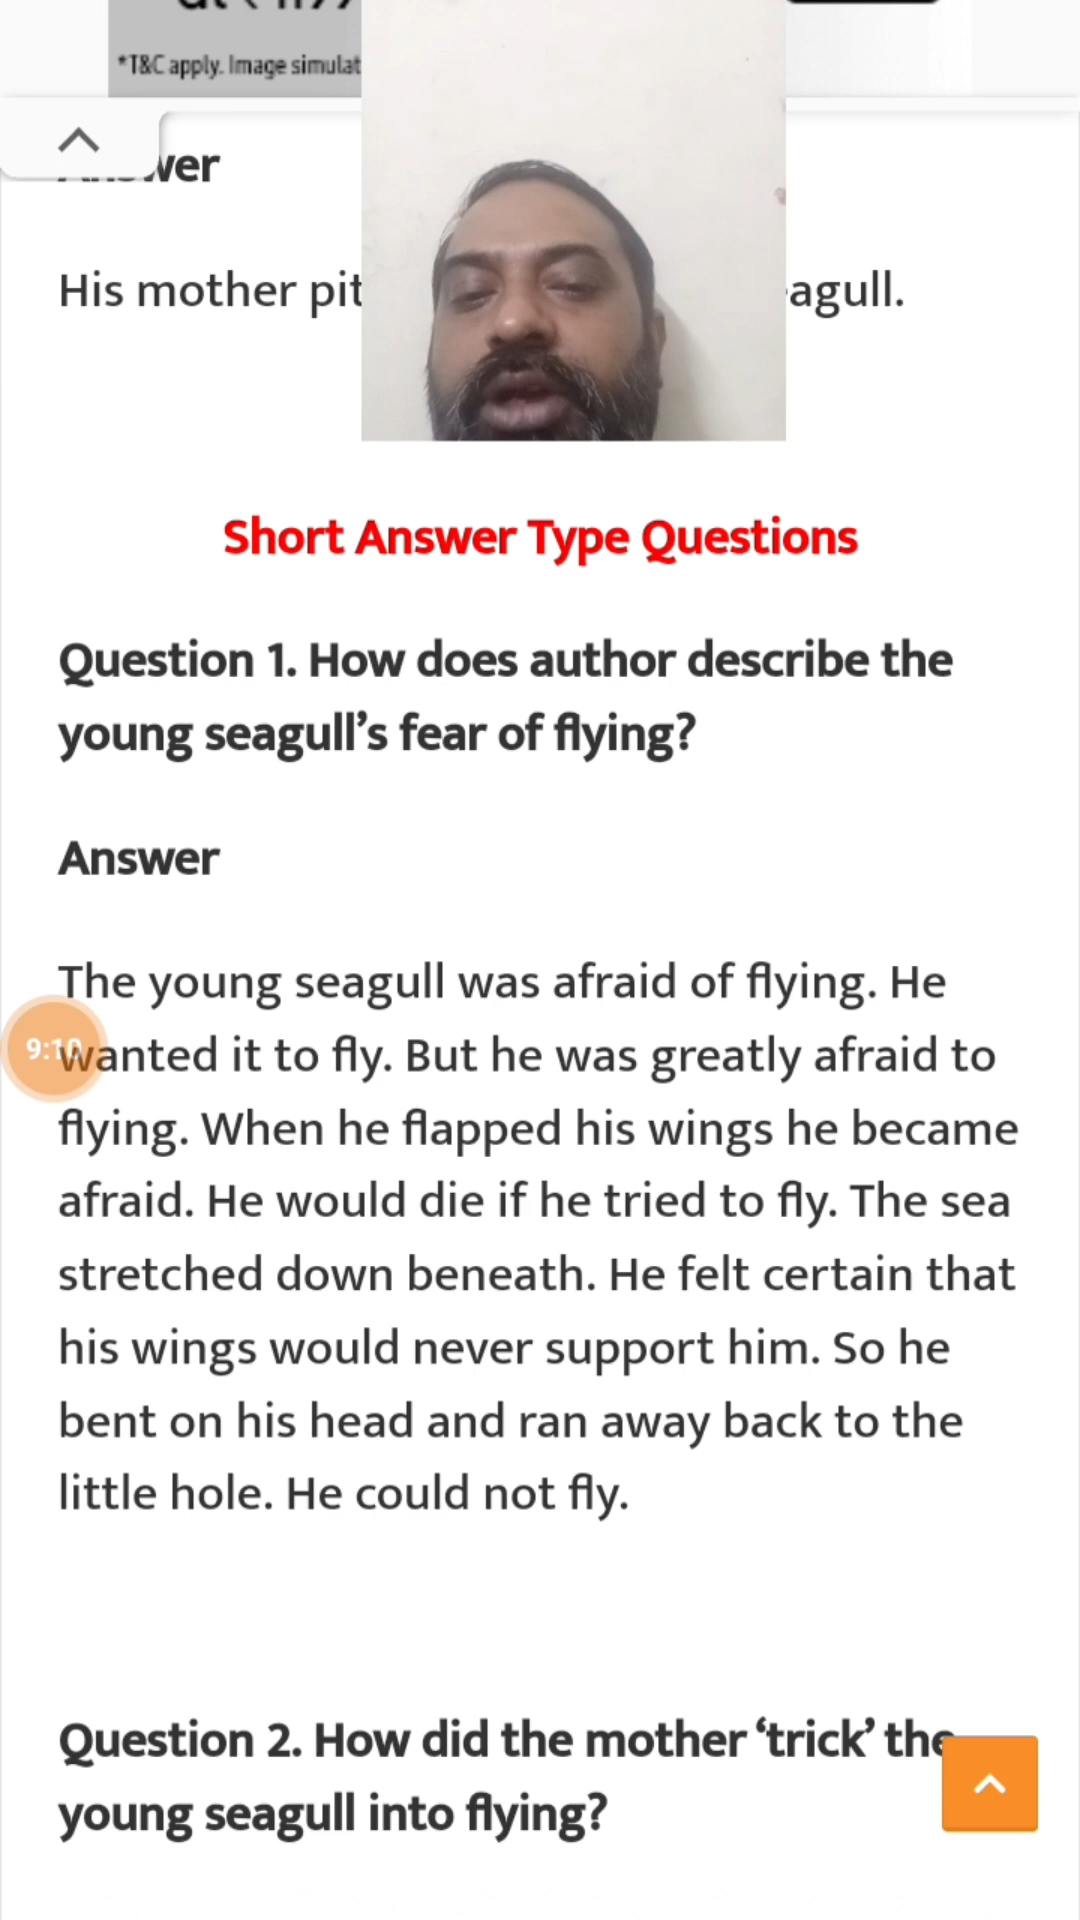 *T&C apply. Image simulat
Answer
His mother pit agull.
Short Answer Type Questions
Question 1. How does author describe the
young seagull's fear of flying?
Answer
The young seagull was afraid of flying. He
9:10
wanted it to fly. But he was greatly afraid to
flying. When he flapped his wings he became
afraid. He would die if he tried to fly. The sea
stretched down beneath. He felt certain that
his wings would never support him. So he
bent on his head and ran away back to the
little hole. He could not fly.
Question 2. How did the mother ‘trick’ the
young seagull into flying?